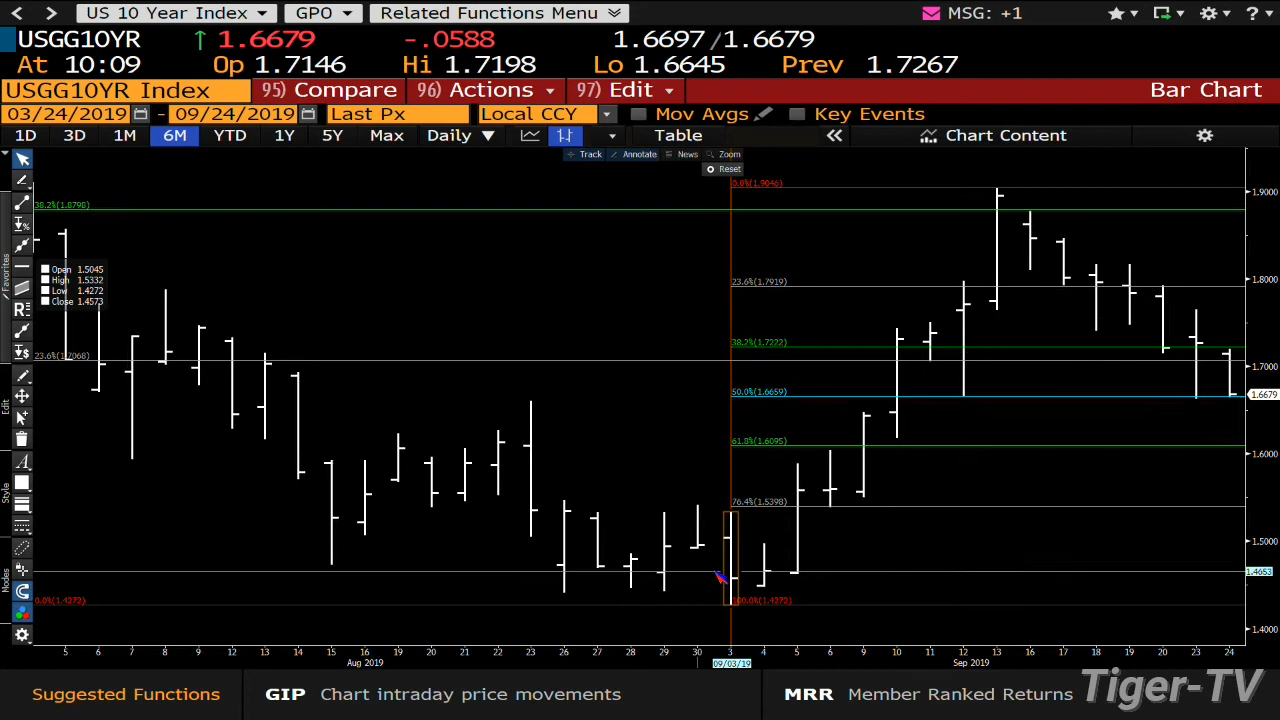 US 10 Year Index GPO Related Functions Menu MSG: +1 ?
USGG10YR ↑ 1.6679 -.0588 1.6697/1.6679
At 10:09 Op 1.7146 Hi 1.7198 Lo 1.6645 Prev 1.7267
USGG10YR Index 95) Compare 96) Actions 97) Edit Bar Chart
03/24/2019 - 09/24/2019 Last Px Local CCY Mov Avgs Key Events
1D 3D 1M 6M YTD 1Y 5Y Max Daily ▼ Table « Chart Content
Track Annotate News Zoom
Reset
0.0%(1.9046)
1.9000
38.2%(1.8798)
Open 1.5045
High 1.5332
Low 1.4272
Close 1.4573
1.8000
23.6%(1.7919)
38.2%(1.7222)
23.6%(1.7068)
1.7000
50.0%(1.6659)
1.6679
61.8%(1.6095)
1.6000
76.4%(1.5398)
1.5000
1.4653
0.0%(1.4272) 100.0%(1.4272)
1.4000
Favorites
Edit
Style
Modes
5 6 7 8 9 12 13 14 15 16 19 20 21 22 23 26 27 28 29 30 3 4 5 6 9 10 11 12 13 16 17 18 19 20 23 24
Aug 2019 09/03/19 Sep 2019
Suggested Functions GIP Chart intraday price movements MRR Member Ranked Returns
Tiger-TV